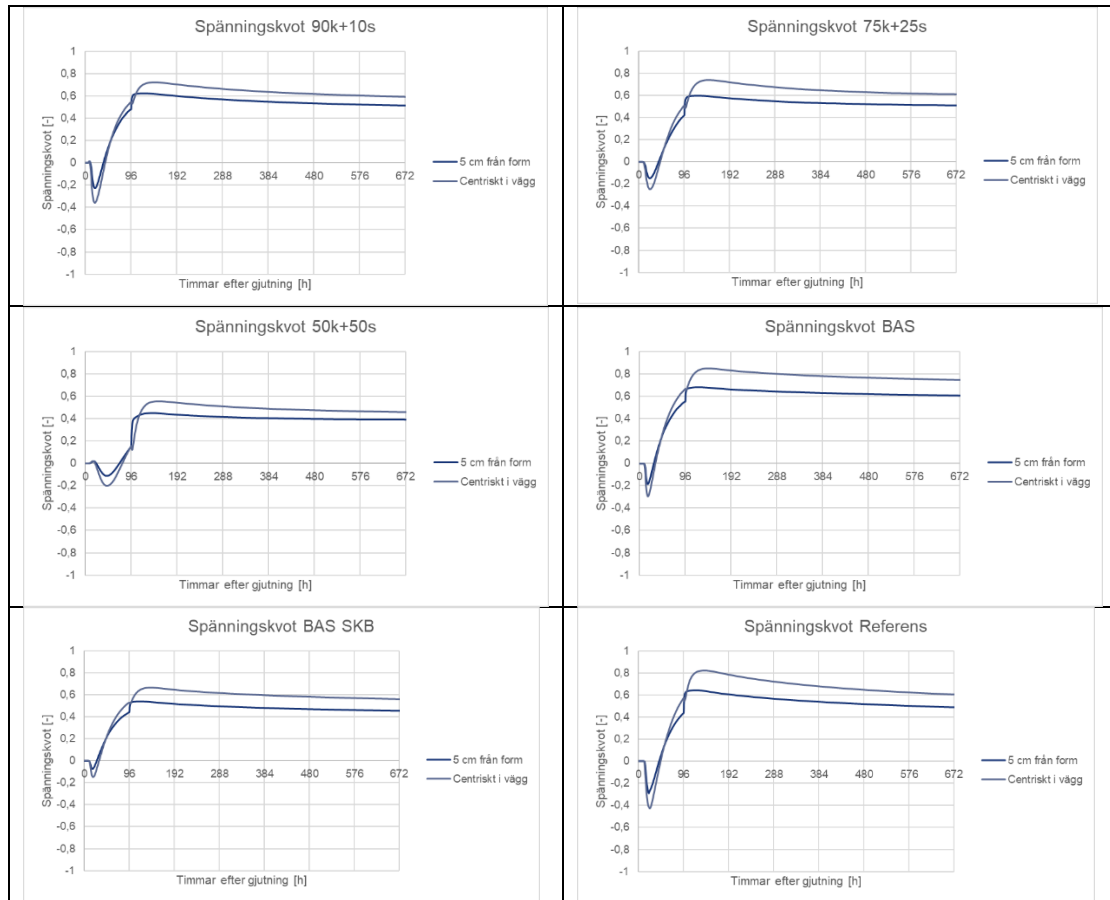 Spänningskvot 90k+10s
1
0,8
0,6
0,4
0,2
0
-0,2
-0,4
-0,6
-0,8
-1
0 96 192 288 384 480 576 672
Spänningskvot [-]
Timmar efter gjutning [h]
5 cm från form
Centriskt i vägg
Spänningskvot 75k+25s
1
0,8
0,6
0,4
0,2
0
-0,2
-0,4
-0,6
-0,8
-1
0 96 192 288 384 480 576 672
Spänningskvot [-]
Timmar efter gjutning [h]
5 cm från form
Centriskt i vägg
Spänningskvot 50k+50s
1
0,8
0,6
0,4
0,2
0
-0,2
-0,4
-0,6
-0,8
-1
0 96 192 288 384 480 576 672
Spänningskvot [-]
Timmar efter gjutning [h]
5 cm från form
Centriskt i vägg
Spänningskvot BAS
1
0,8
0,6
0,4
0,2
0
-0,2
-0,4
-0,6
-0,8
-1
0 96 192 288 384 480 576 672
Spänningskvot [-]
Timmar efter gjutning [h]
5 cm från form
Centriskt i vägg
Spänningskvot BAS SKB
1
0,8
0,6
0,4
0,2
0
-0,2
-0,4
-0,6
-0,8
-1
0 96 192 288 384 480 576 672
Spänningskvot [-]
Timmar efter gjutning [h]
5 cm från form
Centriskt i vägg
Spänningskvot Referens
1
0,8
0,6
0,4
0,2
0
-0,2
-0,4
-0,6
-0,8
-1
0 96 192 288 384 480 576 672
Spänningskvot [-]
Timmar efter gjutning [h]
5 cm från form
Centriskt i vägg